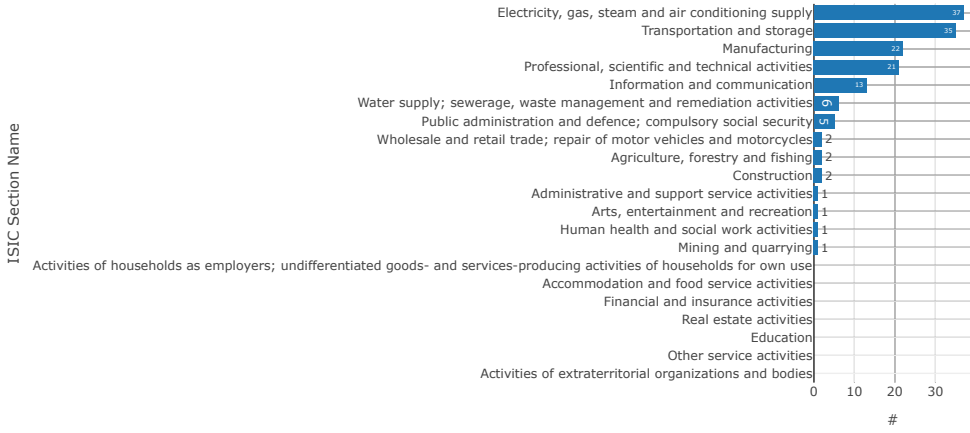 Electricity, gas, steam and air conditioning supply 37
Transportation and storage 35
Manufacturing 22
Professional, scientific and technical activities 21
Information and communication 13
Water supply; sewerage, waste management and remediation activities 6
Public administration and defence; compulsory social security 5
Wholesale and retail trade; repair of motor vehicles and motorcycles 2
Agriculture, forestry and fishing 2
Construction 2
Administrative and support service activities 1
Arts, entertainment and recreation 1
Human health and social work activities 1
Mining and quarrying 1
Activities of households as employers; undifferentiated goods- and services-producing activities of households for own use
Accommodation and food service activities
Financial and insurance activities
Real estate activities
Education
Other service activities
Activities of extraterritorial organizations and bodies
0 10 20 30
#
ISIC Section Name